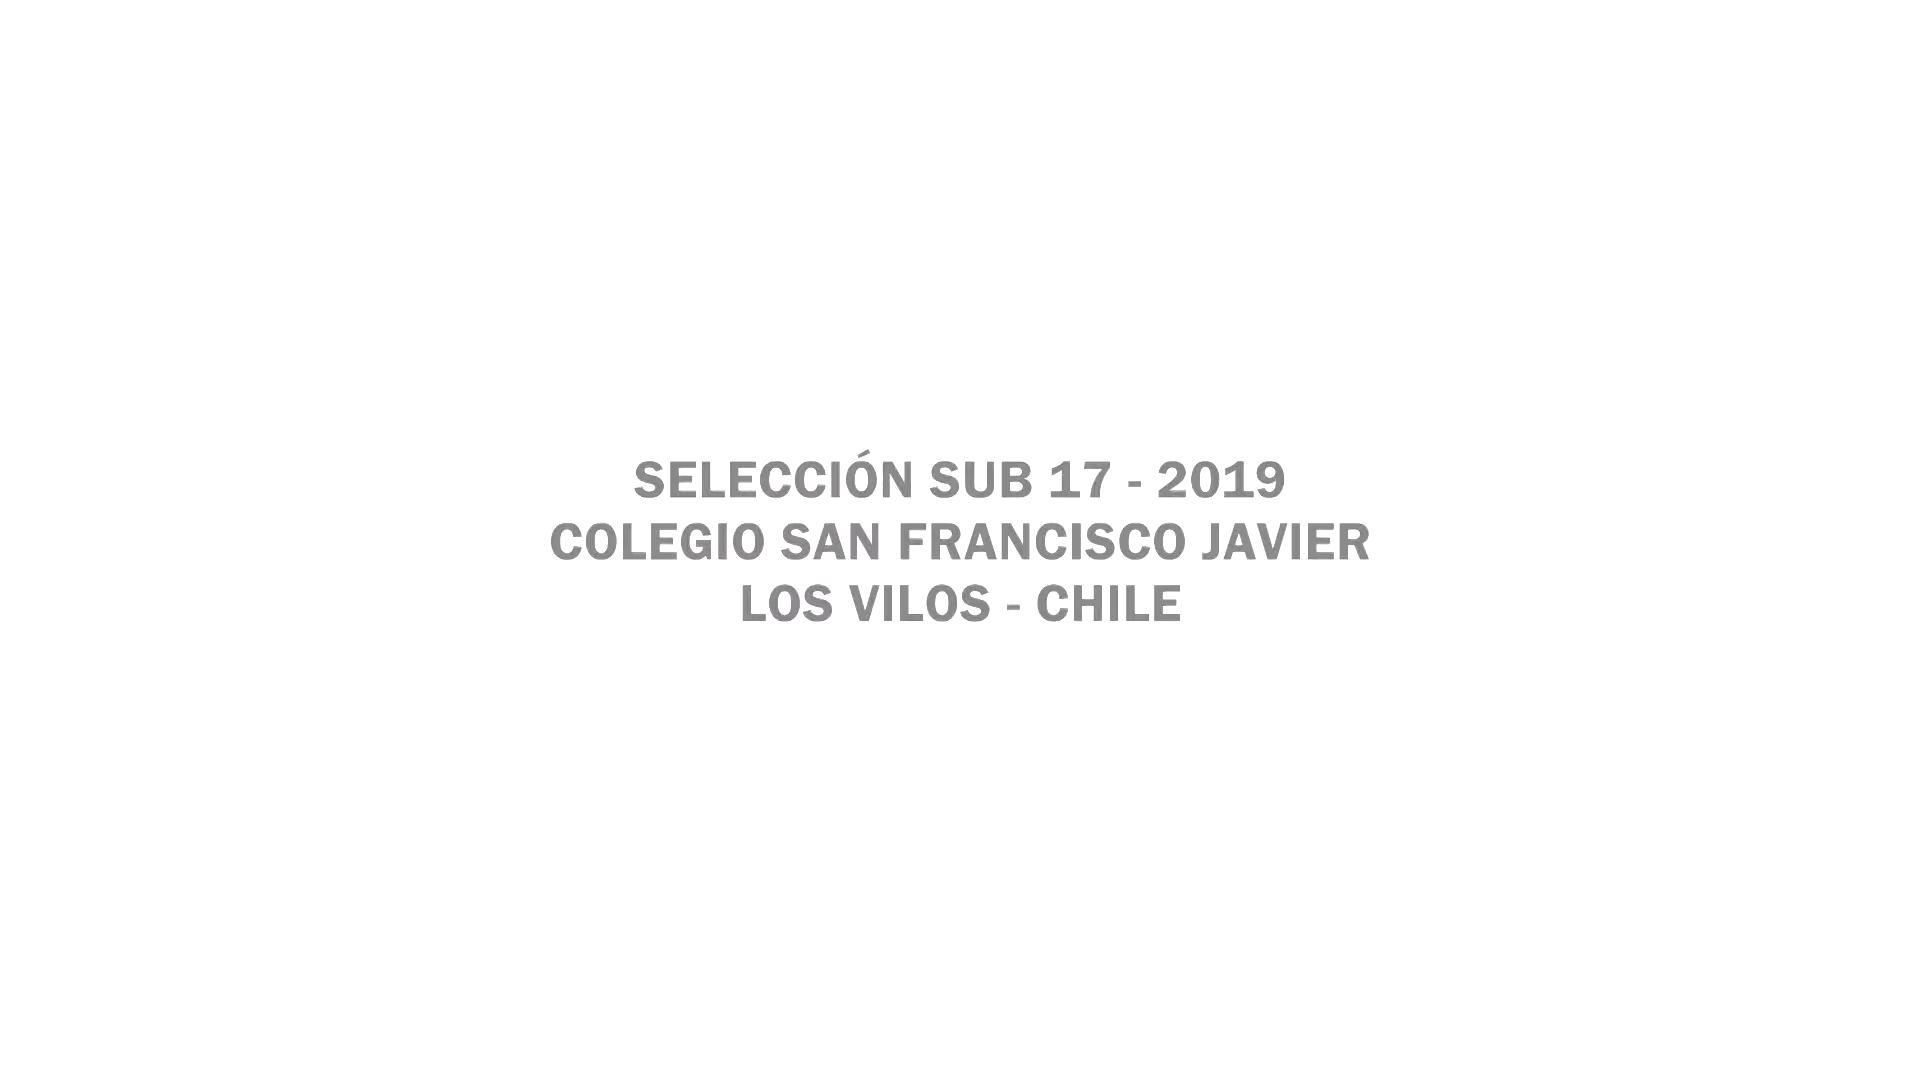 SELECCIÓN SUB 17 - 2019
COLEGIO SAN FRANCISCO JAVIER
LOS VILOS - CHILE